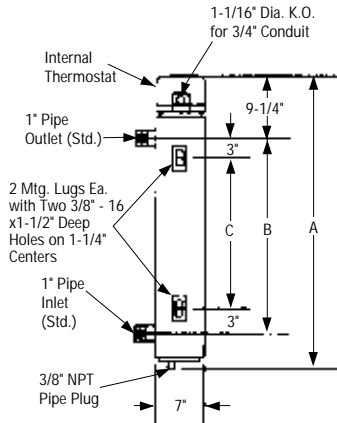 1-1/16" Dia. K.O.
for 3/4" Conduit
Internal
Thermostat
9-1/4"
1" Pipe
Outlet (Std.)
3"
2 Mtg. Lugs Ea.
with Two 3/8" - 16
x1-1/2" Deep
Holes on 1-1/4"
Centers
C
B
A
1" Pipe
Inlet
(Std.)
3"
3/8" NPT
Pipe Plug
7"